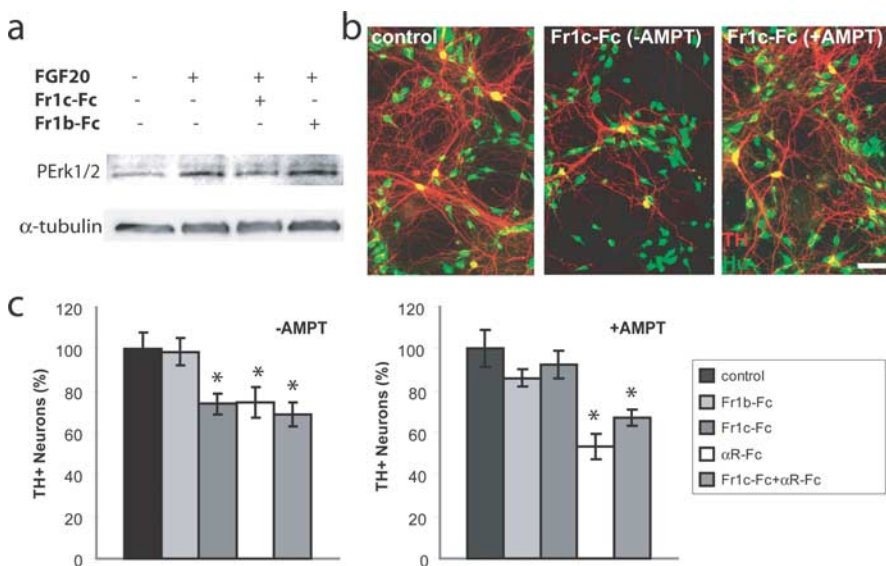 a
FGF20 - + + +
Fr1c-Fc - - + -
Fr1b-Fc - - - +
PErk1/2
α-tubulin
b
control
Fr1c-Fc (-AMPT)
Fr1c-Fc (+AMPT)
TH
Hu
c
-AMPT
TH+ Neurons (%)
120
100
80
60
40
20
0
* * *
+AMPT
TH+ Neurons (%)
120
100
80
60
40
20
0
* *
control
Fr1b-Fc
Fr1c-Fc
αR-Fc
Fr1c-Fc+αR-Fc